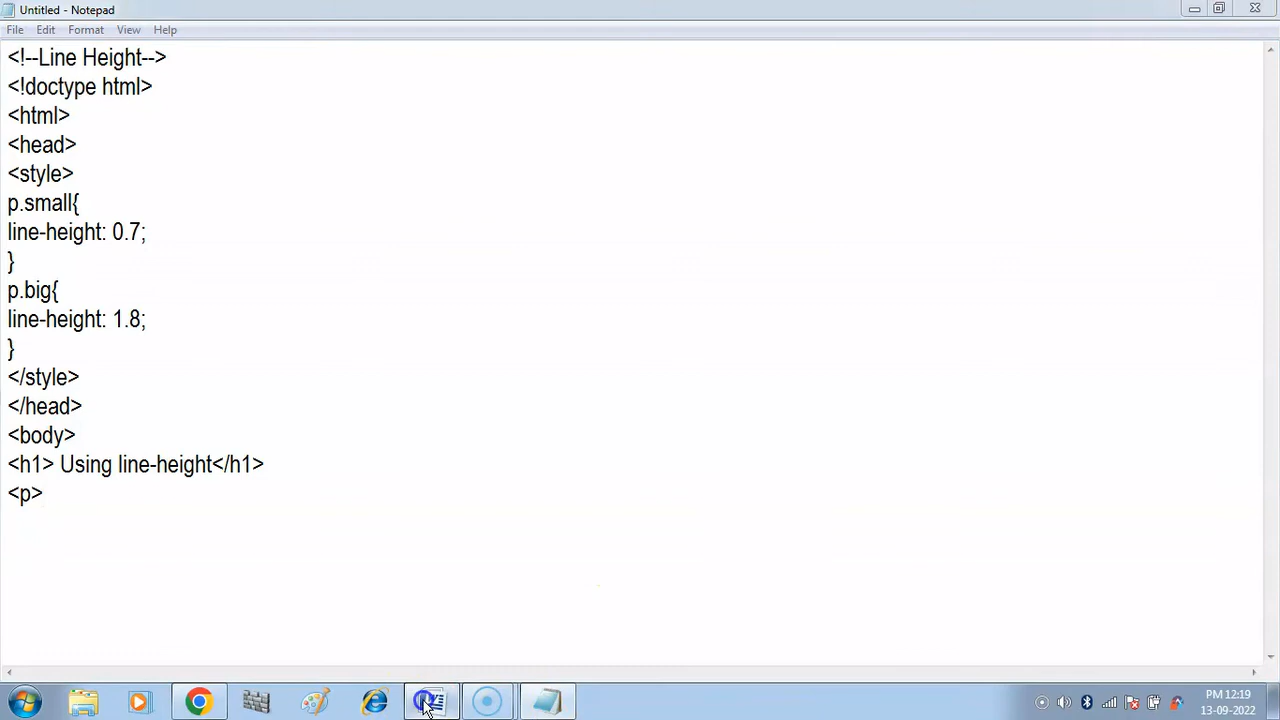 Untitled - Notepad
File Edit Format View Help
<!--Line Height-->
<!doctype html>
<html>
<head>
<style>
p.small{
line-height: 0.7;
}
p.big{
line-height: 1.8;
}
</style>
</head>
<body>
<h1> Using line-height</h1>
<p>
PM 12:19
13-09-2022